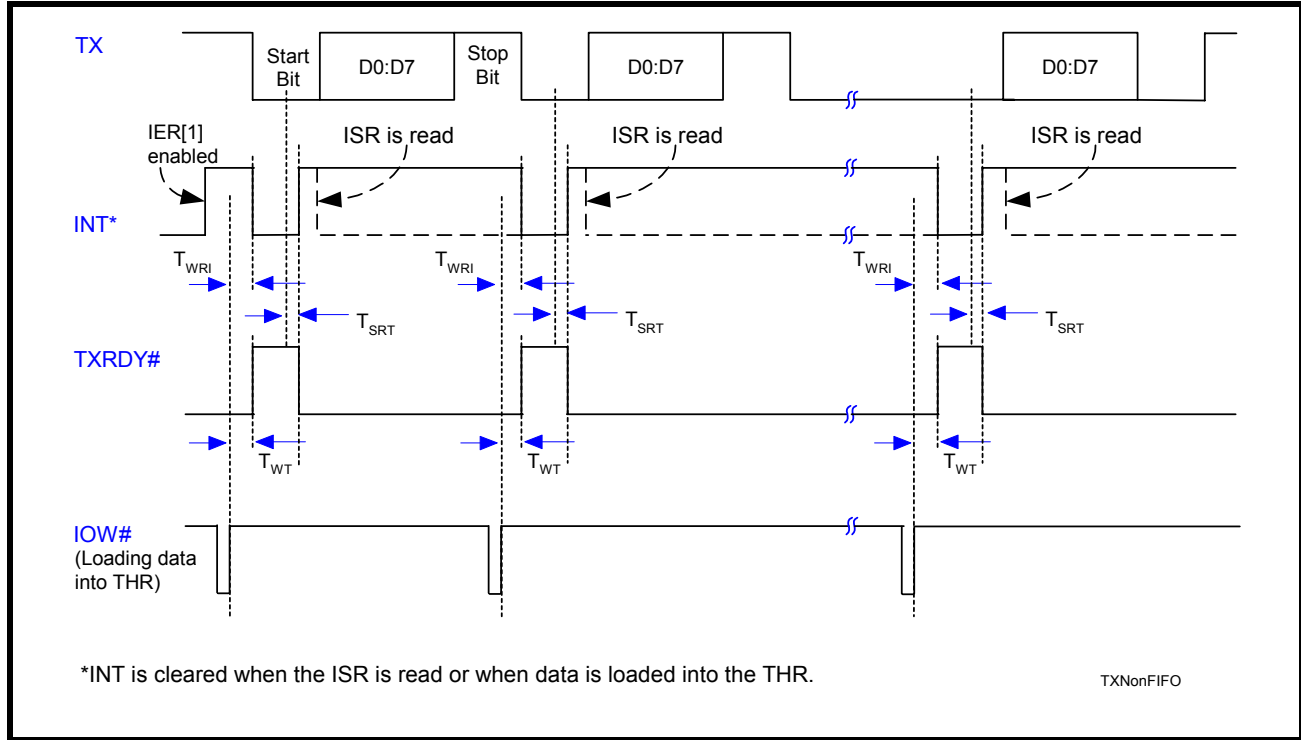 TX
Start
Bit
D0:D7
Stop
Bit
D0:D7
D0:D7
IER[1]
enabled
ISR is read
ISR is read
ISR is read
INT*
TWRI
TWRI
TWRI
TSRT
TSRT
TSRT
TXRDY#
TWT
TWT
TWT
IOW#
(Loading data
into THR)
*INT is cleared when the ISR is read or when data is loaded into the THR.
TXNonFIFO